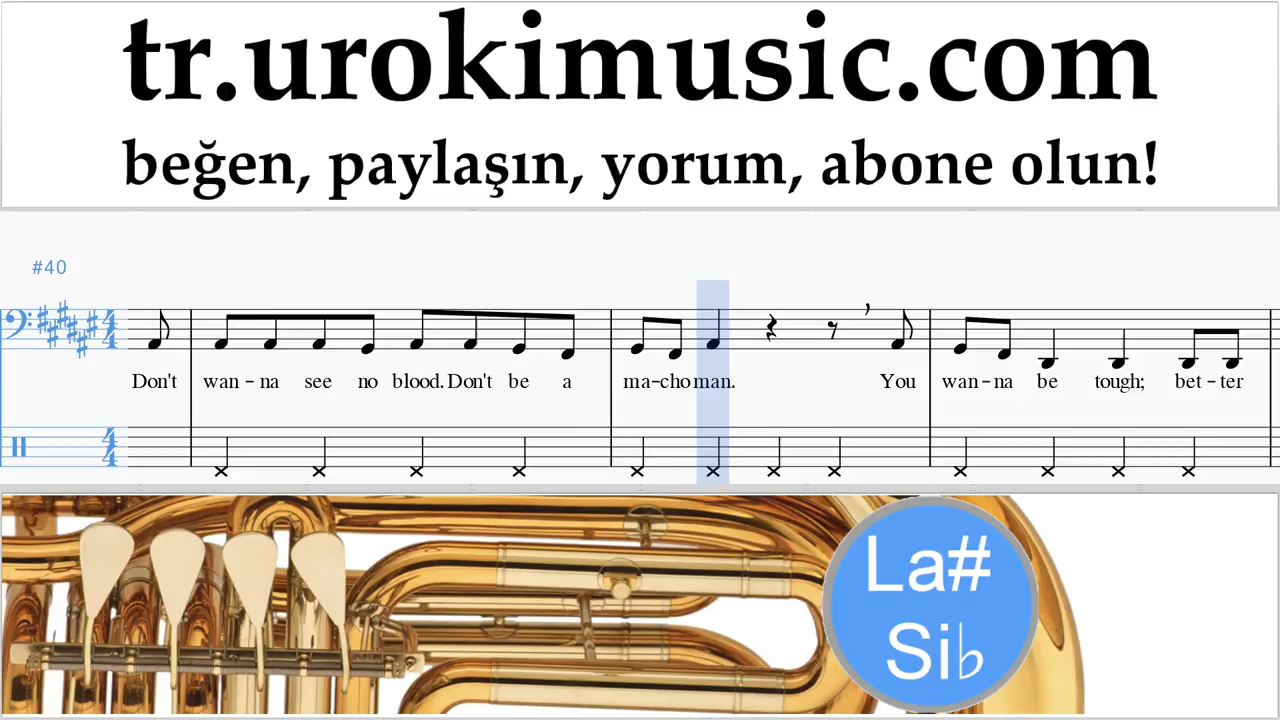 tr.urokimusic.com
beğen, paylaşın, yorum, abone olun!
#40
Don't wan - na see no blood. Don't be a ma - cho man. You wan - na be tough; bet - ter
La#
Si♭